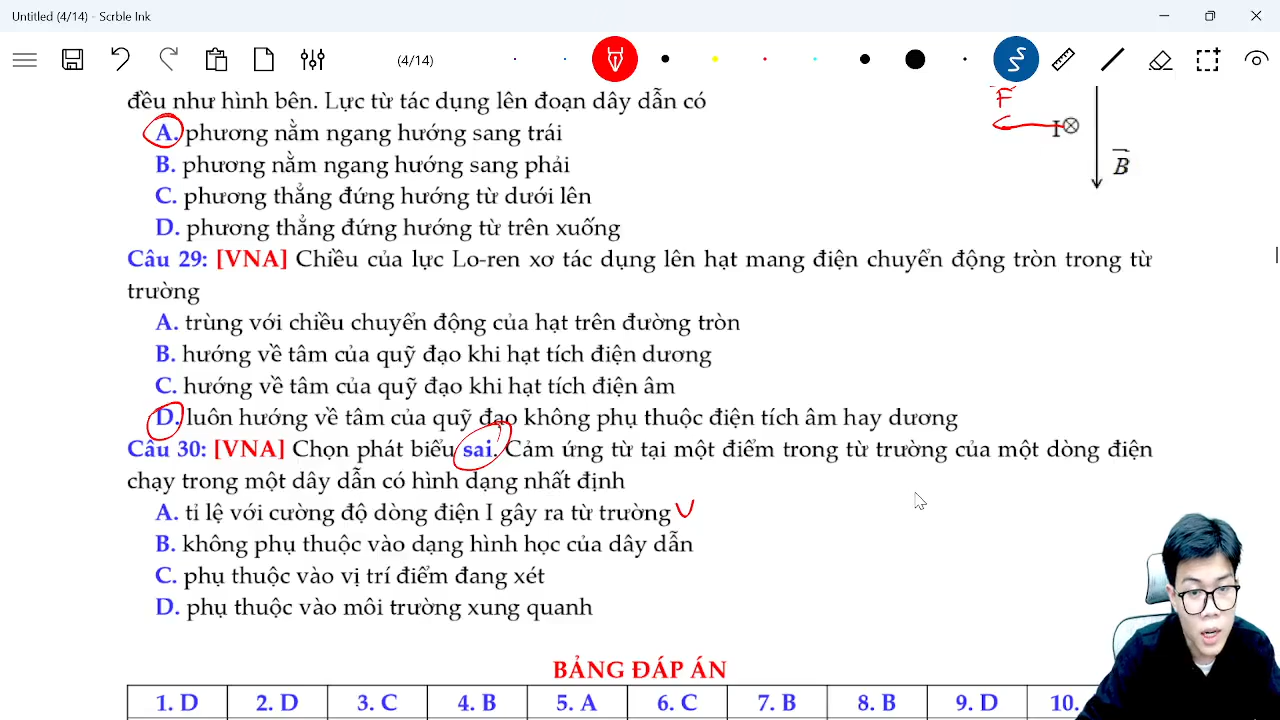 Untitled (4/14) - Scrble Ink
(4/14)
đều như hình bên. Lực từ tác dụng lên đoạn dây dẫn có
A. phương nằm ngang hướng sang trái
B. phương nằm ngang hướng sang phải
C. phương thẳng đứng hướng từ dưới lên
D. phương thẳng đứng hướng từ trên xuống
F
I
B
Câu 29: [VNA] Chiều của lực Lo-ren xơ tác dụng lên hạt mang điện chuyển động tròn trong từ
trường
A. trùng với chiều chuyển động của hạt trên đường tròn
B. hướng về tâm của quỹ đạo khi hạt tích điện dương
C. hướng về tâm của quỹ đạo khi hạt tích điện âm
D. luôn hướng về tâm của quỹ đạo không phụ thuộc điện tích âm hay dương
Câu 30: [VNA] Chọn phát biểu sai. Cảm ứng từ tại một điểm trong từ trường của một dòng điện
chạy trong một dây dẫn có hình dạng nhất định
A. tỉ lệ với cường độ dòng điện I gây ra từ trường
B. không phụ thuộc vào dạng hình học của dây dẫn
C. phụ thuộc vào vị trí điểm đang xét
D. phụ thuộc vào môi trường xung quanh
BẢNG ĐÁP ÁN
1. D 2. D 3. C 4. B 5. A 6. C 7. B 8. B 9. D 10.